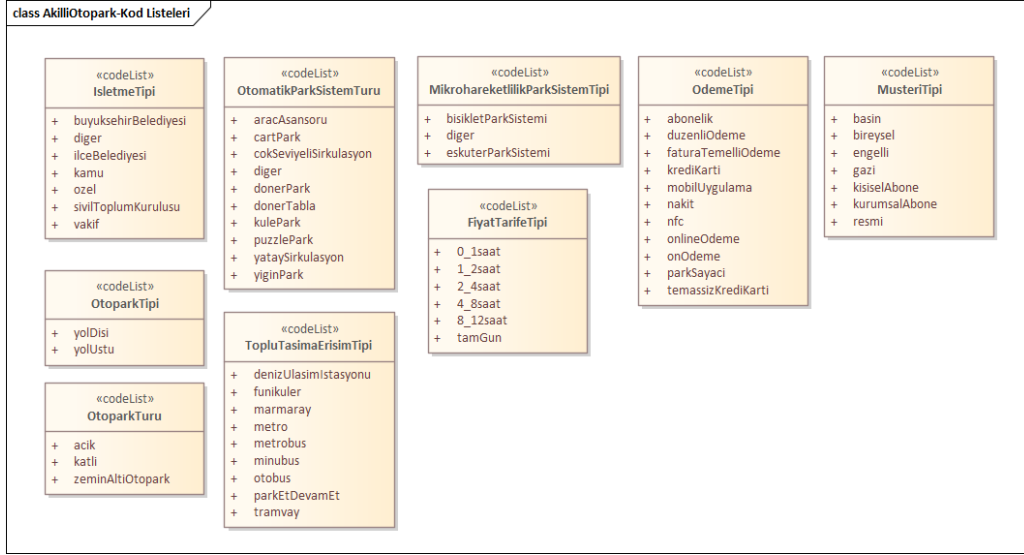 class AkilliOtopark-Kod Listeleri
«codeList»
IsletmeTipi
+ buyuksehirBelediyesi
+ diger
+ ilceBelediyesi
+ kamu
+ ozel
+ sivilToplumKurulusu
+ vakif
«codeList»
OtoparkTipi
+ yolDisi
+ yolUstu
«codeList»
OtoparkTuru
+ acik
+ katli
+ zeminAltiOtopark
«codeList»
OtomatikParkSistemTuru
+ aracAsansoru
+ cartPark
+ cokSeviyeliSirkulasyon
+ diger
+ donerPark
+ donerTabla
+ kulePark
+ puzzlePark
+ yataySirkulasyon
+ yiginPark
«codeList»
TopluTasimaErisimTipi
+ denizUlasimIstasyonu
+ funikuler
+ marmaray
+ metro
+ metrobus
+ minubus
+ otobus
+ parkEtDevamEt
+ tramvay
«codeList»
MikrohareketlilikParkSistemTipi
+ bisikletParkSistemi
+ diger
+ eskuterParkSistemi
«codeList»
FiyatTarifeTipi
+ 0_1saat
+ 1_2saat
+ 2_4saat
+ 4_8saat
+ 8_12saat
+ tamGun
«codeList»
OdemeTipi
+ abonelik
+ duzenliOdeme
+ faturaTemelliOdeme
+ krediKarti
+ mobilUygulama
+ nakit
+ nfc
+ onlineOdeme
+ onOdeme
+ parkSayaci
+ temassizKrediKarti
«codeList»
MusteriTipi
+ basin
+ bireysel
+ engelli
+ gazi
+ kisiselAbone
+ kurumsalAbone
+ resmi